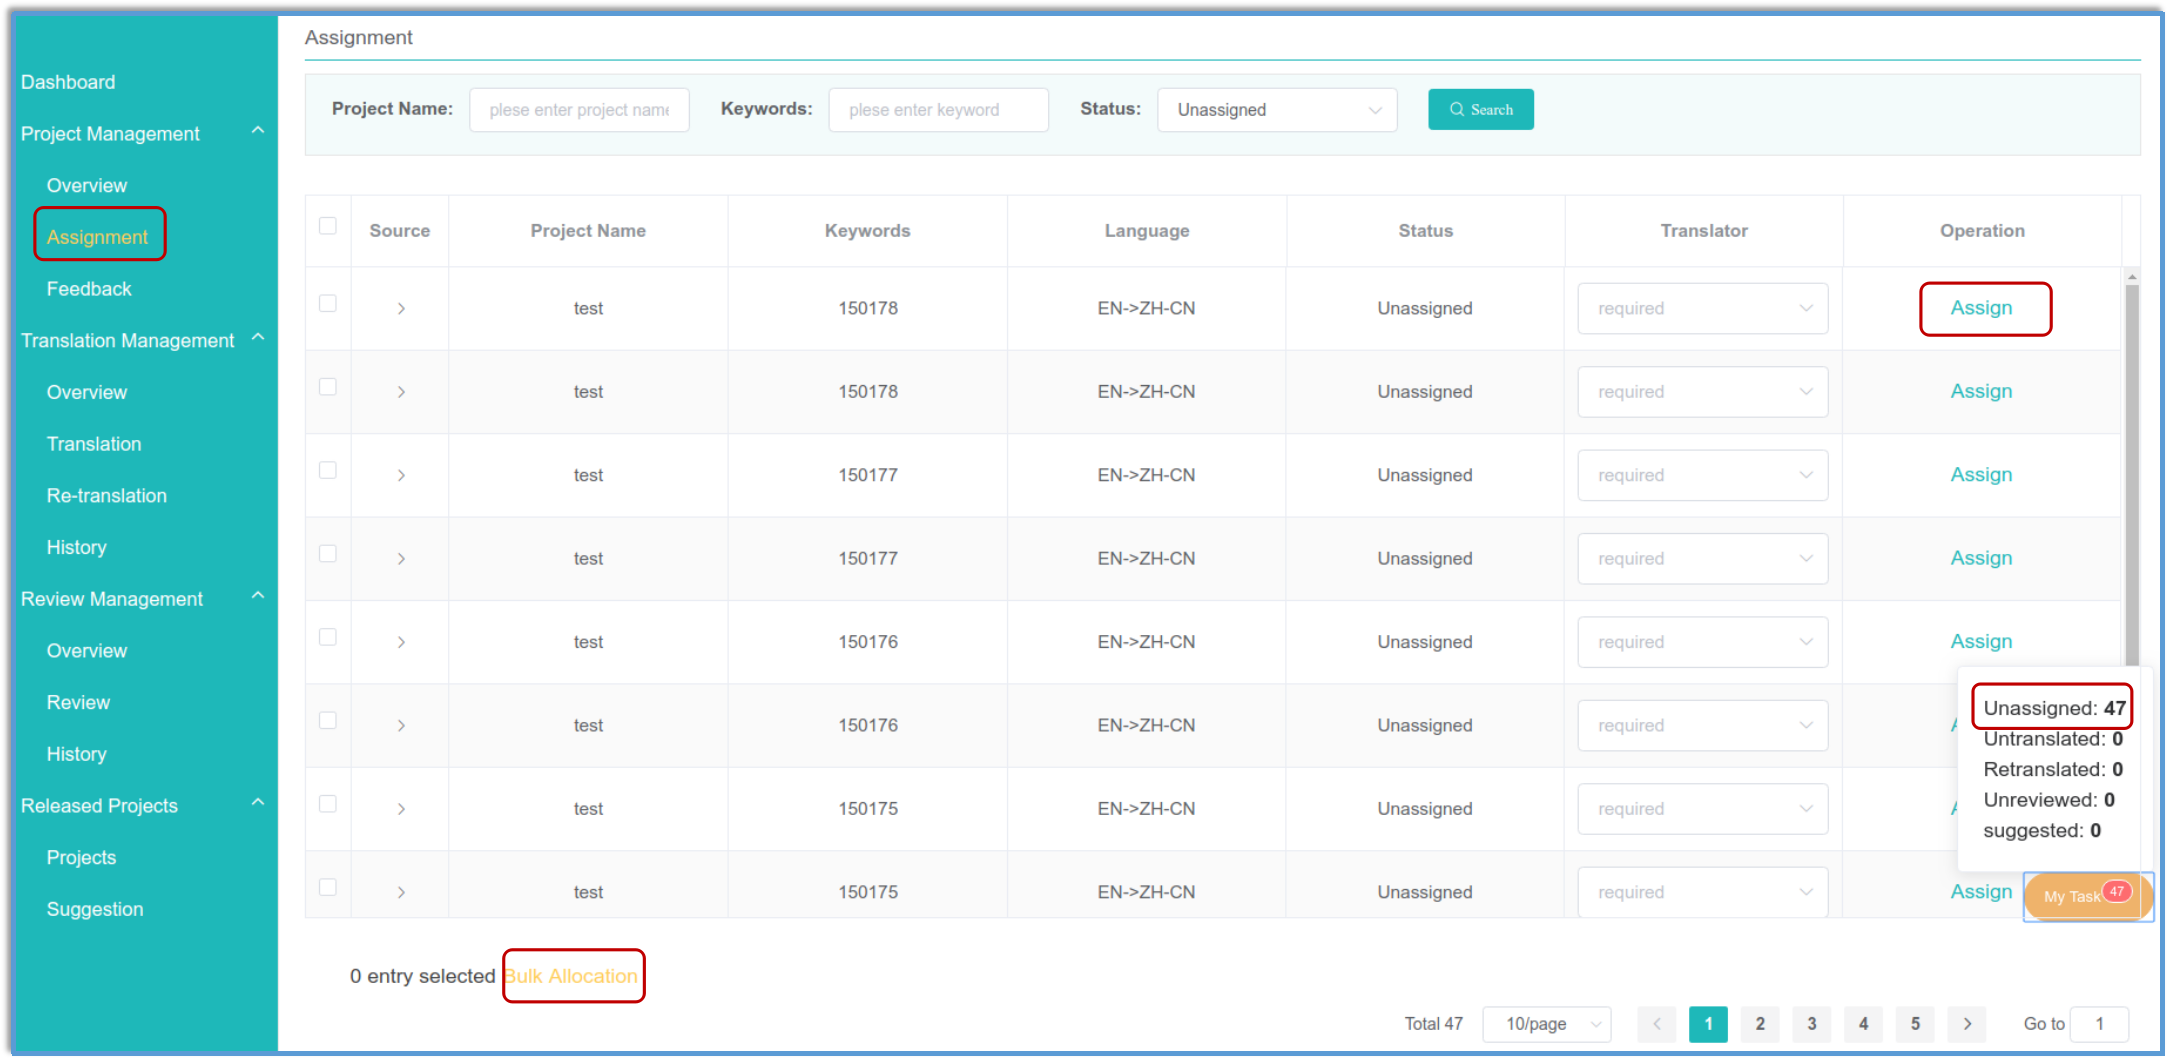 Assignment
Dashboard
Project Management
Overview
Assignment
Feedback
Translation Management
Overview
Translation
Re-translation
History
Review Management
Overview
Review
History
Released Projects
Projects
Suggestion
Project Name: plese enter project name Keywords: plese enter keyword Status: Unassigned Search
Source Project Name Keywords Language Status Translator Operation
test 150178 EN->ZH-CN Unassigned required Assign
test 150178 EN->ZH-CN Unassigned required Assign
test 150177 EN->ZH-CN Unassigned required Assign
test 150177 EN->ZH-CN Unassigned required Assign
test 150176 EN->ZH-CN Unassigned required Assign
test 150176 EN->ZH-CN Unassigned required
test 150175 EN->ZH-CN Unassigned required
test 150175 EN->ZH-CN Unassigned required Assign
Unassigned: 47
Untranslated: 0
Retranslated: 0
Unreviewed: 0
suggested: 0
My Task 47
0 entry selected Bulk Allocation
Total 47 10/page < 1 2 3 4 5 > Go to 1